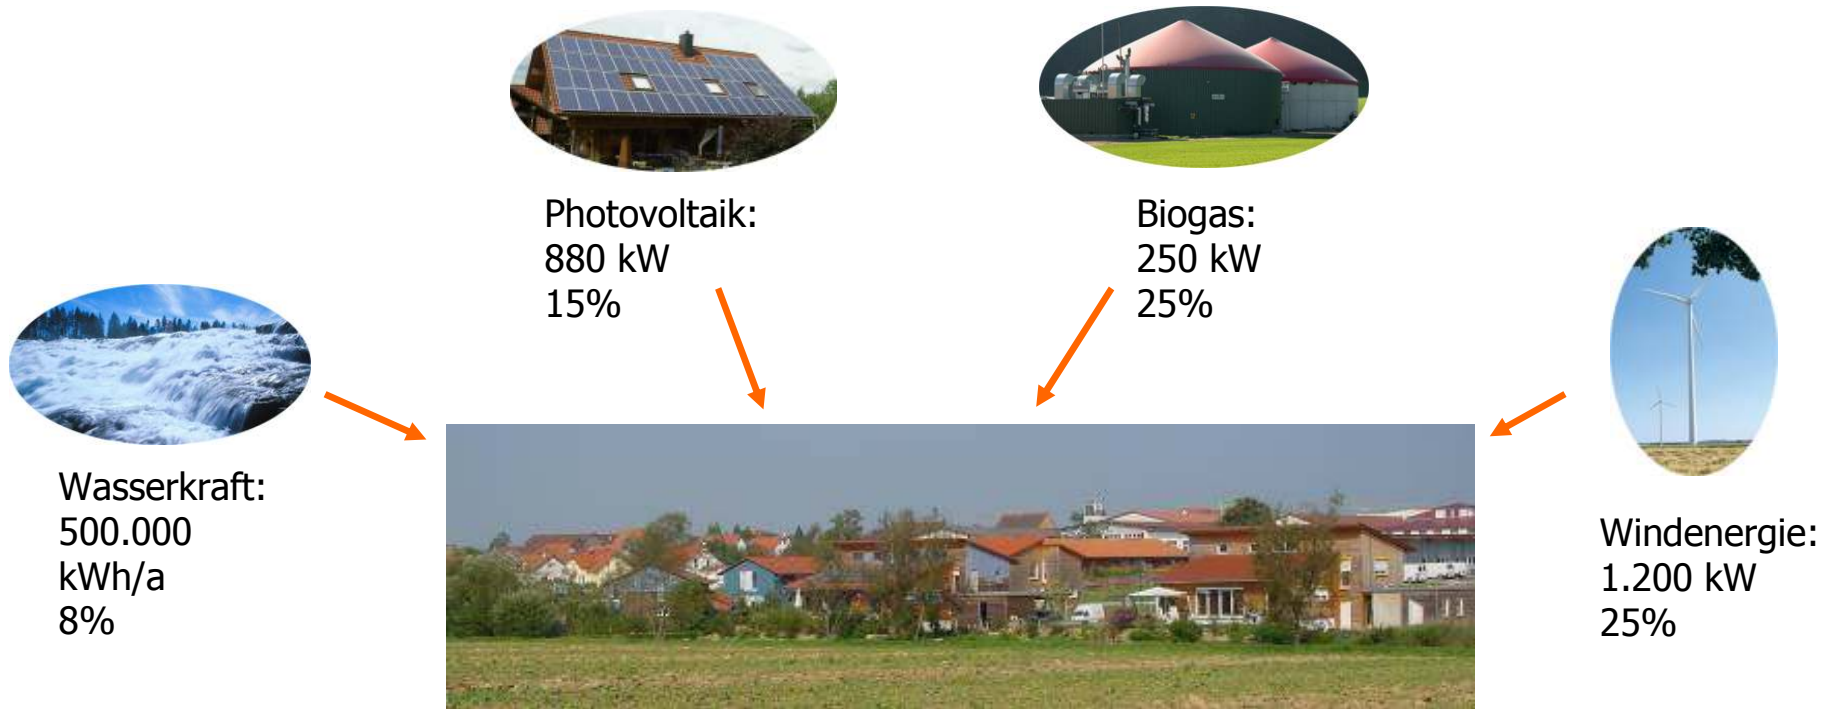 Photovoltaik:
880 kW
15%
Biogas:
250 kW
25%
Wasserkraft:
500.000
kWh/a
8%
Windenergie:
1.200 kW
25%